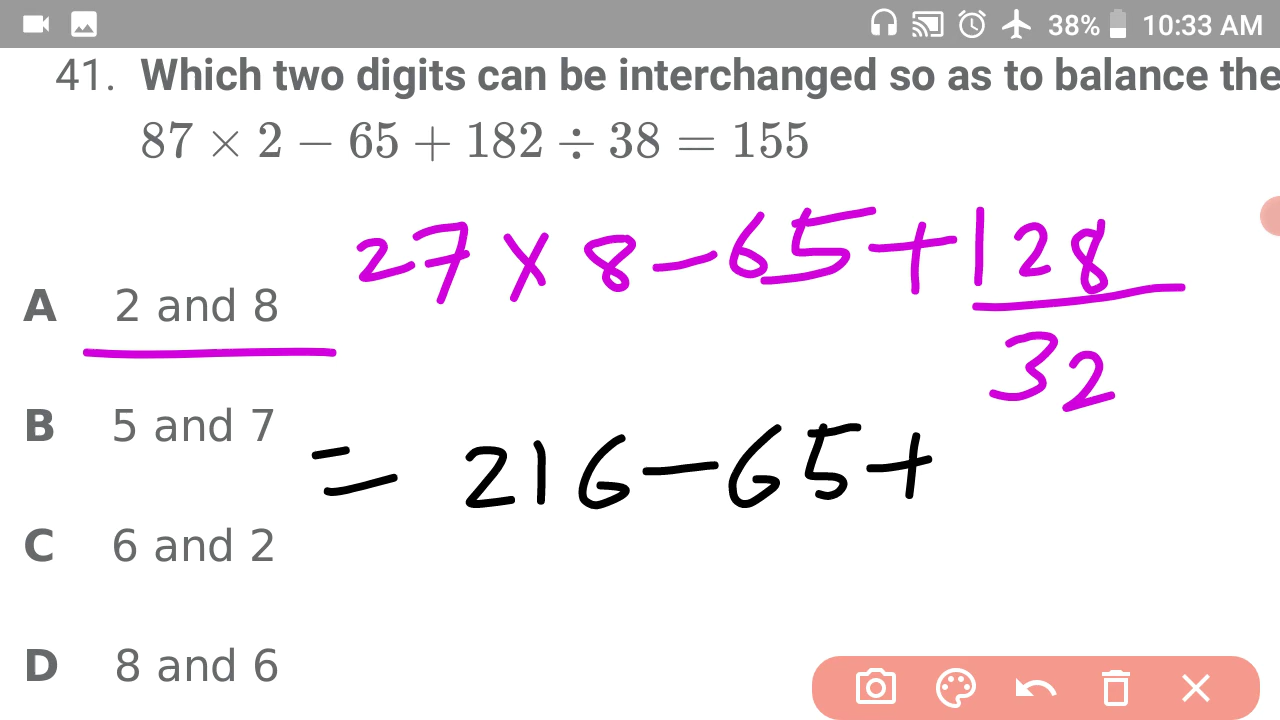 38% 10:33 AM
41. Which two digits can be interchanged so as to balance the
87 × 2 − 65 + 182 ÷ 38 = 155
27 × 8 − 65 + 128
32
A 2 and 8
B 5 and 7
= 216 − 65 +
C 6 and 2
D 8 and 6